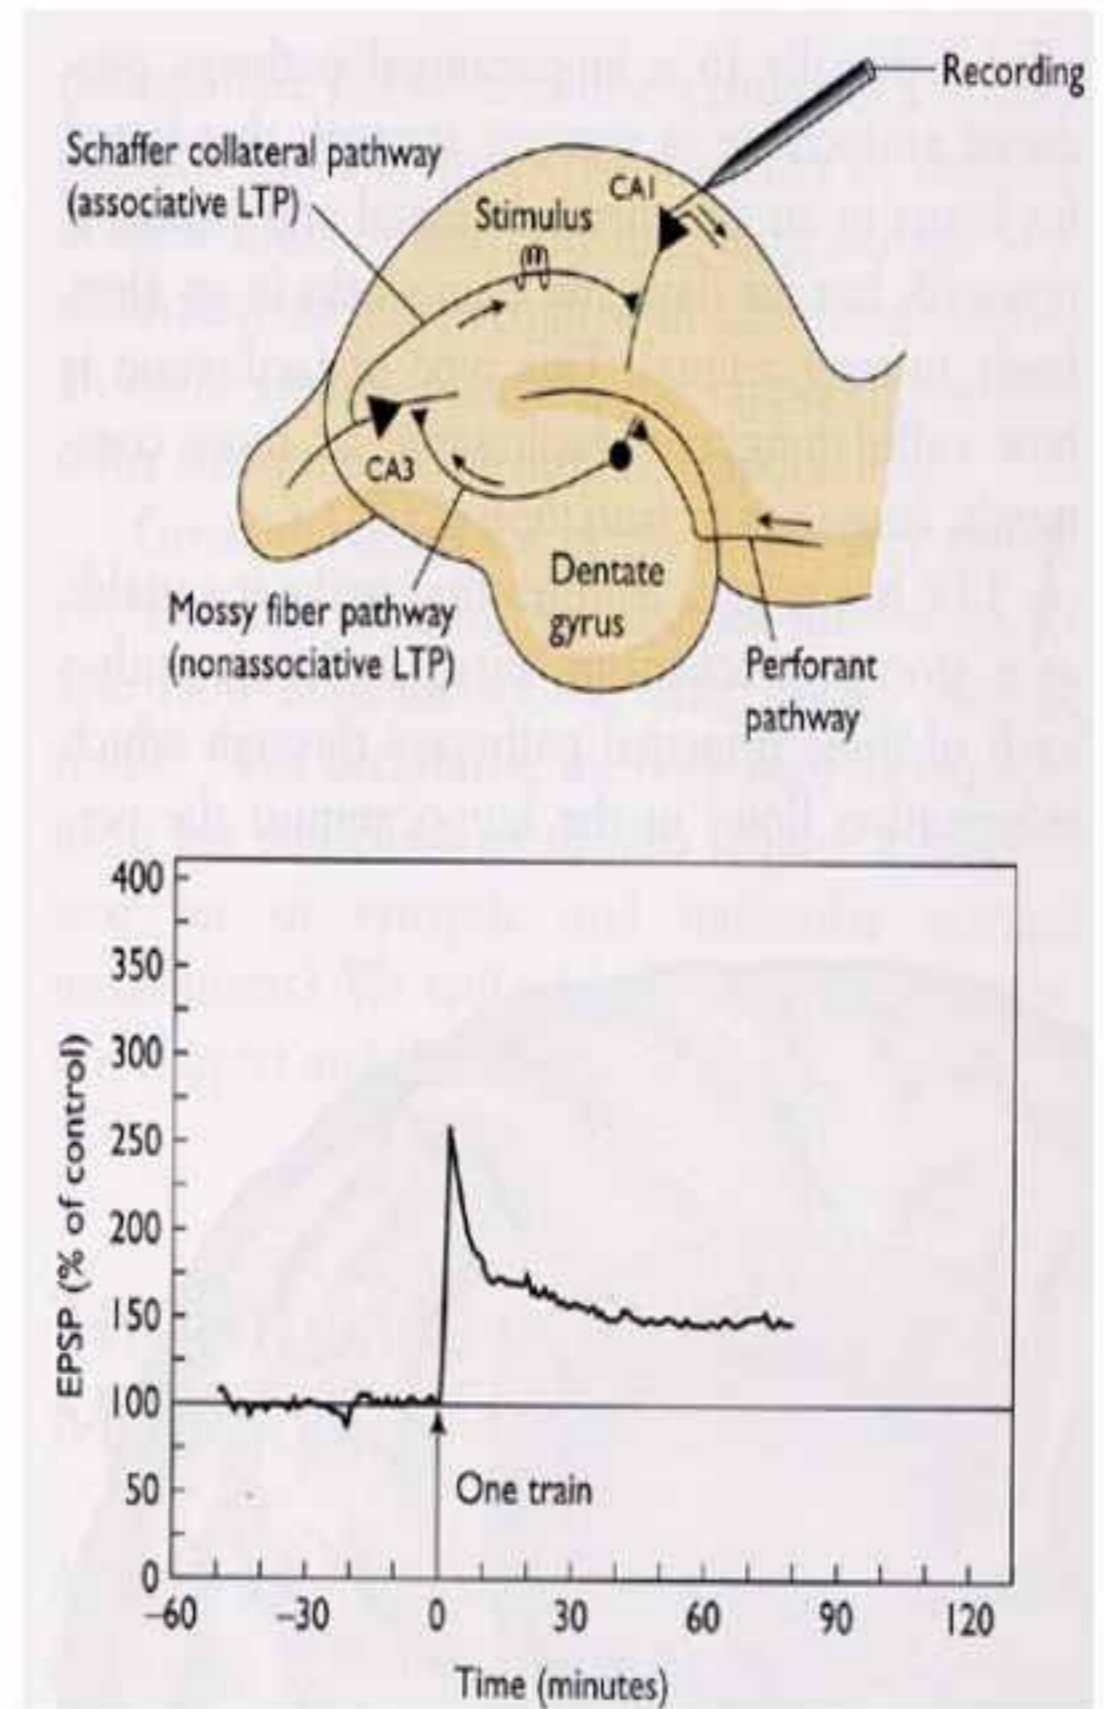 Recording
Schaffer collateral pathway
(associative LTP)
CA1
Stimulus
CA3
Dentate
gyrus
Mossy fiber pathway
(nonassociative LTP)
Perforant
pathway
400
350
300
250
200
150
100
50
0
EPSP (% of control)
One train
–60
–30
0
30
60
90
120
Time (minutes)